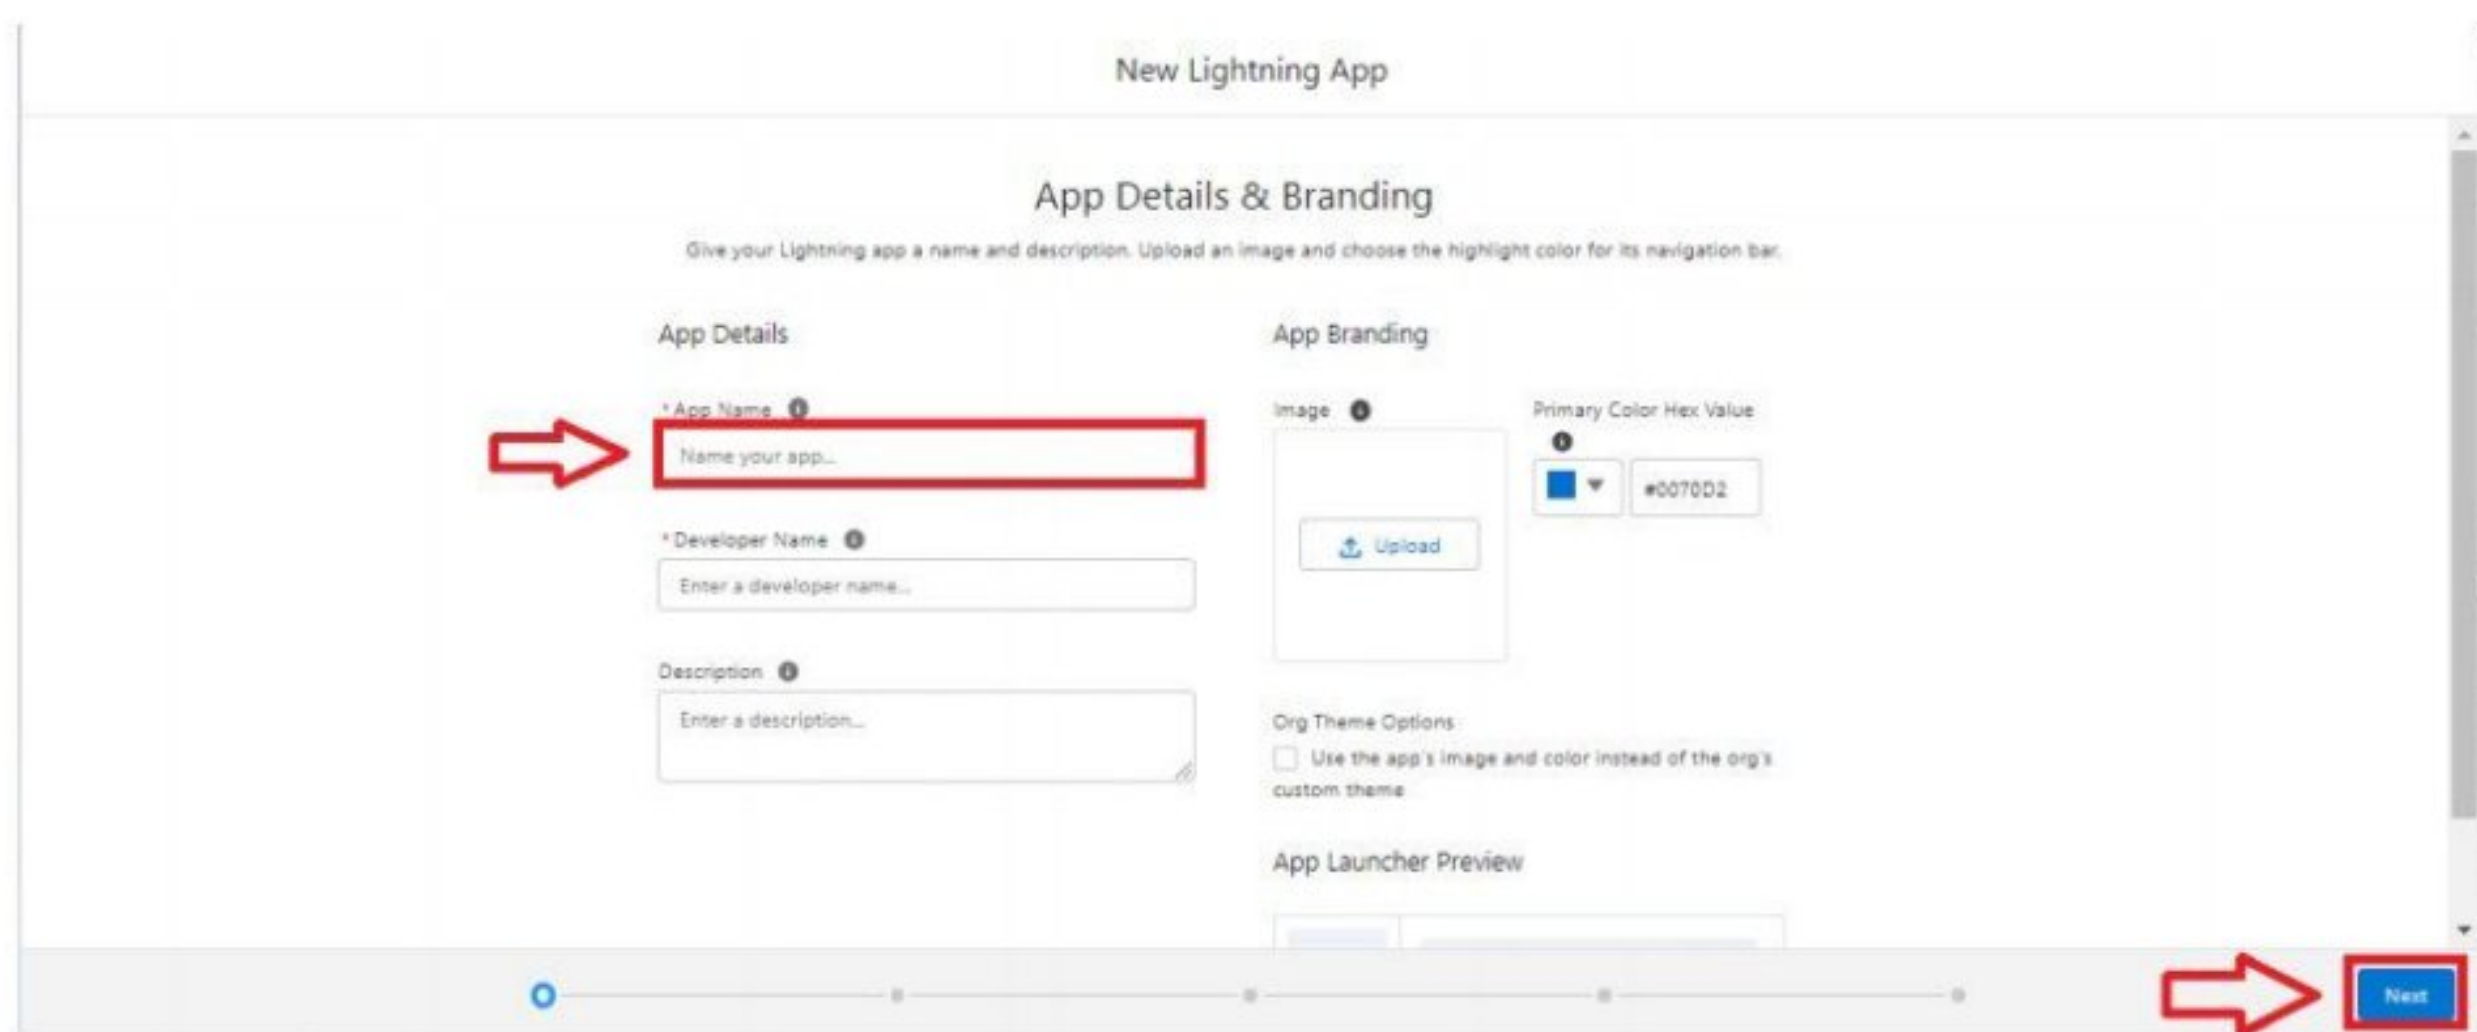 New Lightning App
App Details & Branding
Give your Lightning app a name and description. Upload an image and choose the highlight color for its navigation bar.
App Details
* App Name
Name your app...
* Developer Name
Enter a developer name...
Description
Enter a description...
App Branding
Image
Upload
Primary Color Hex Value
#0070D2
Org Theme Options
Use the app's image and color instead of the org's
custom theme
App Launcher Preview
Next